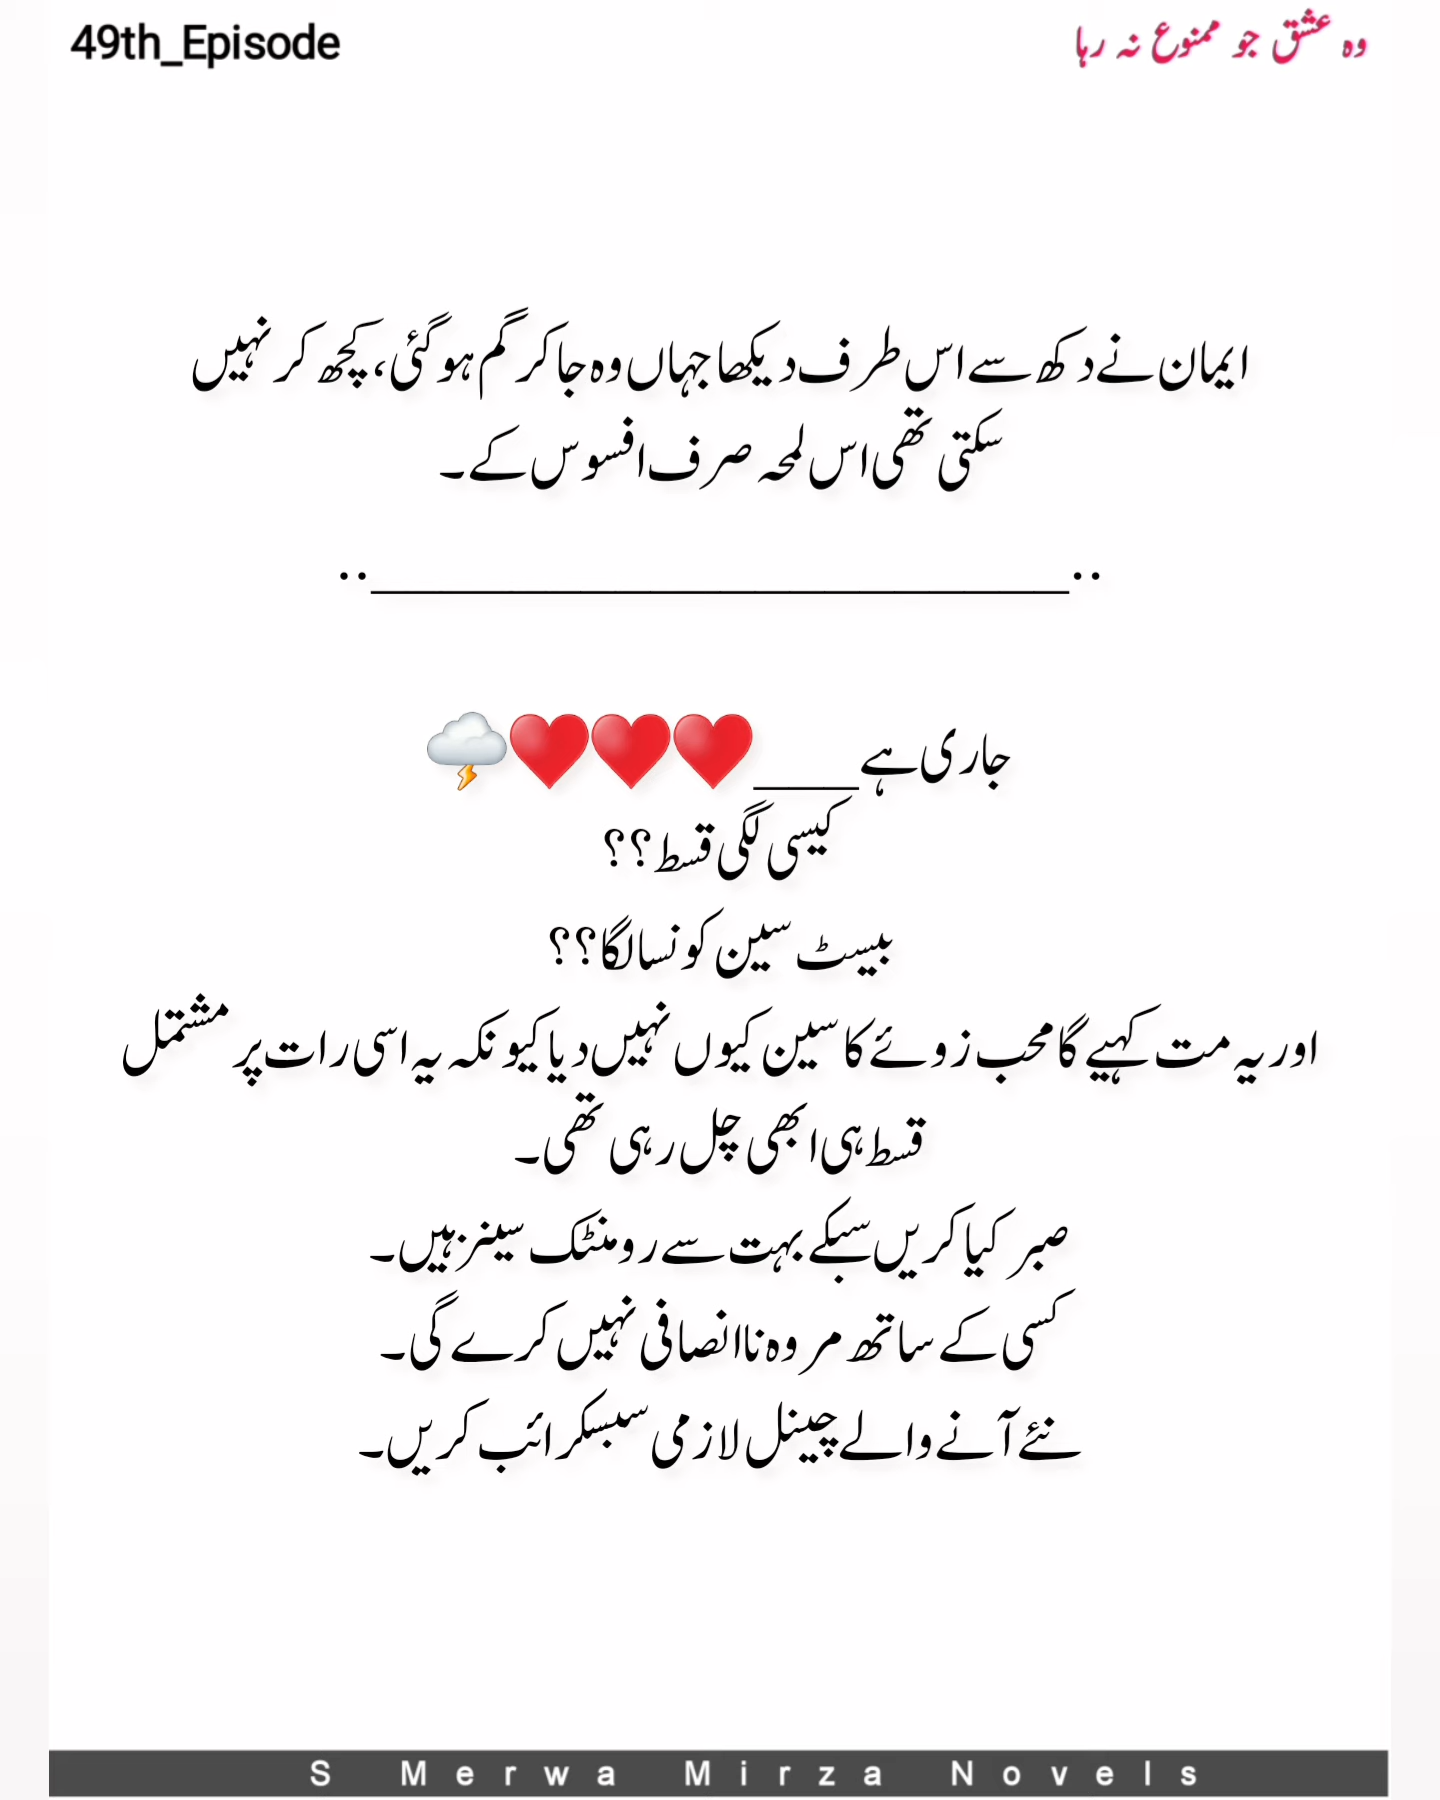 49th_Episode
وہ عشق جو ممنوع نہ رہا
ایمان نے دکھ سے اس طرف دیکھا جہاں وہ جا کر گم ہو گئی، کچھ کر نہیں
سکتی تھی اس لمحہ صرف افسوس کے۔
..____________________..
جاری ہے___♥️♥️♥️🌩️
کیسی لگی قسط؟؟
بیسٹ سین کونسا لگا؟؟
اور یہ مت کہیے گا محب زوئے کا سین کیوں نہیں دیا کیونکہ یہ اسی رات پر مشتمل
قسط ہی ابھی چل رہی تھی۔
صبر کیا کریں سبکے بہت سے رومنٹک سینز ہیں۔
کسی کے ساتھ مروہ ناانصافی نہیں کرے گی۔
نئے آنے والے چینل لازمی سبسکرائب کریں۔
S Merwa Mirza Novels